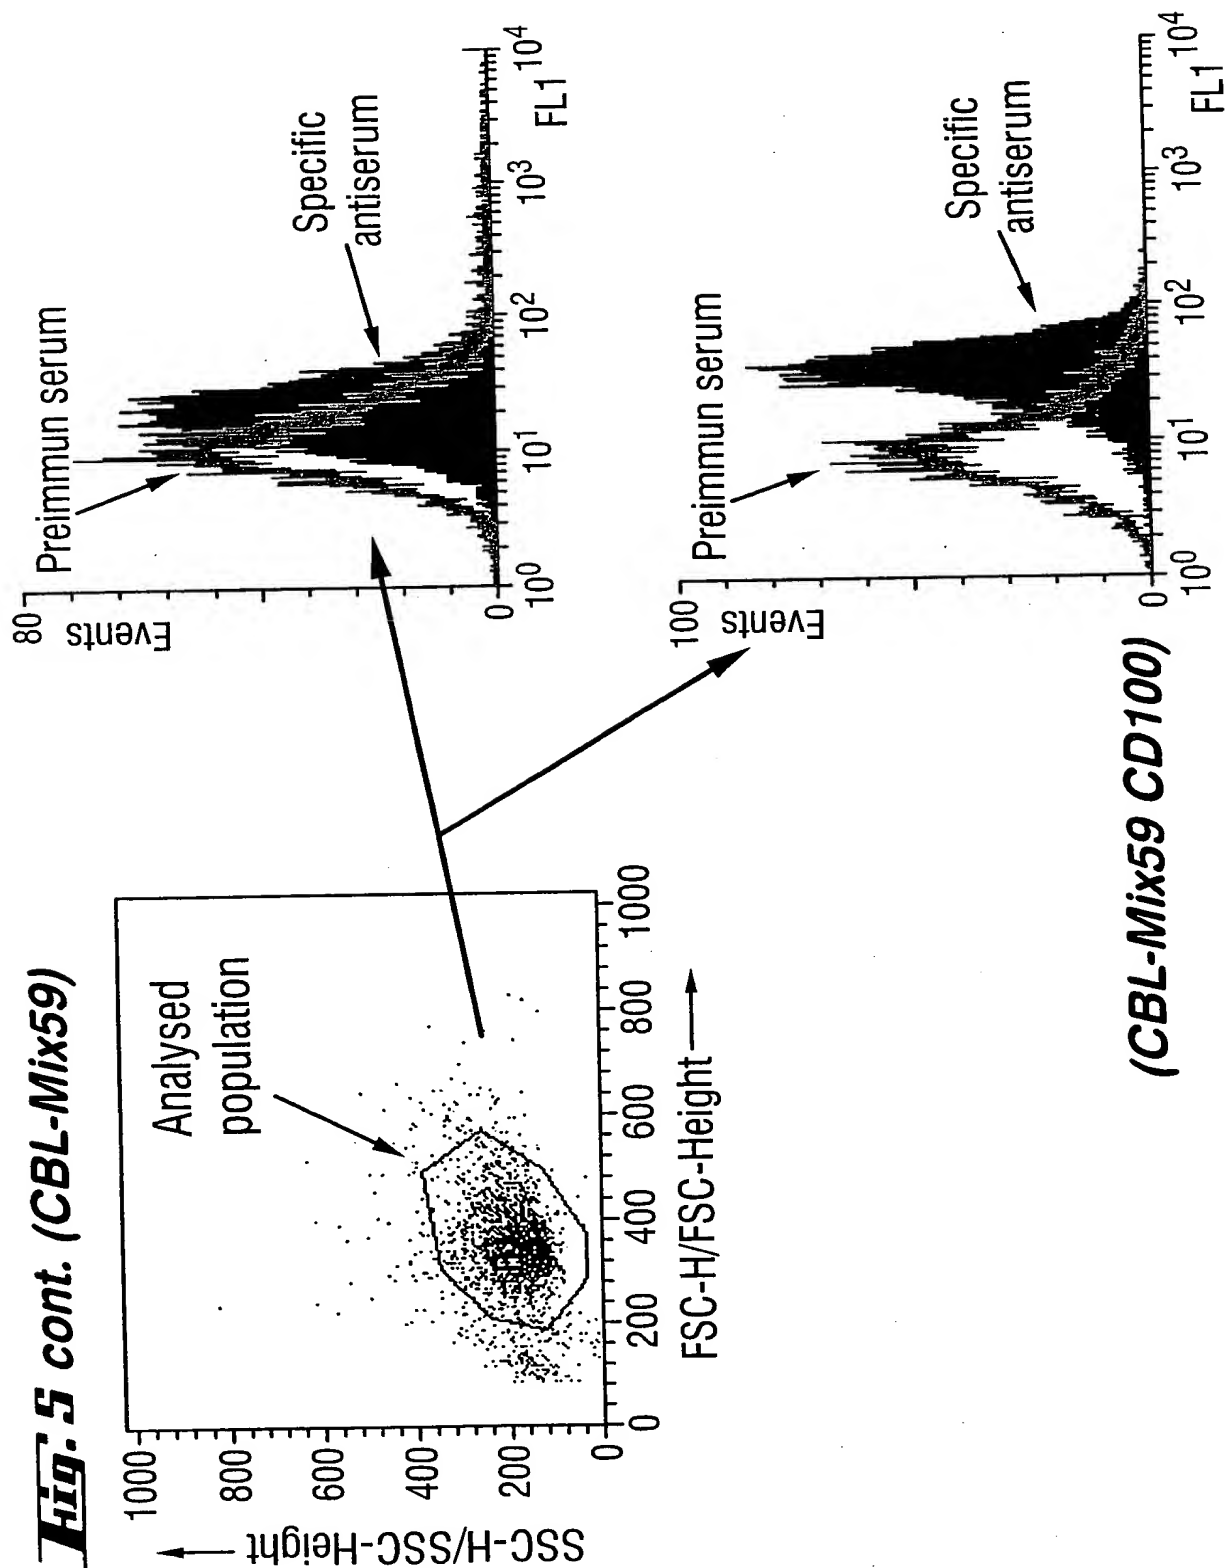 Fig. 5 cont. (CBL-Mix59)
SSC-H/SSC-Height
1000
800
600
400
200
0
0
200
400
600
800
1000
FSC-H/FSC-Height
Analysed
population
80
Events
0
Preimmun serum
Specific
antiserum
10^0
10^1
10^2
10^3
10^4
FL1
100
Events
0
Preimmun serum
Specific
antiserum
10^0
10^1
10^2
10^3
10^4
FL1
(CBL-Mix59 CD100)